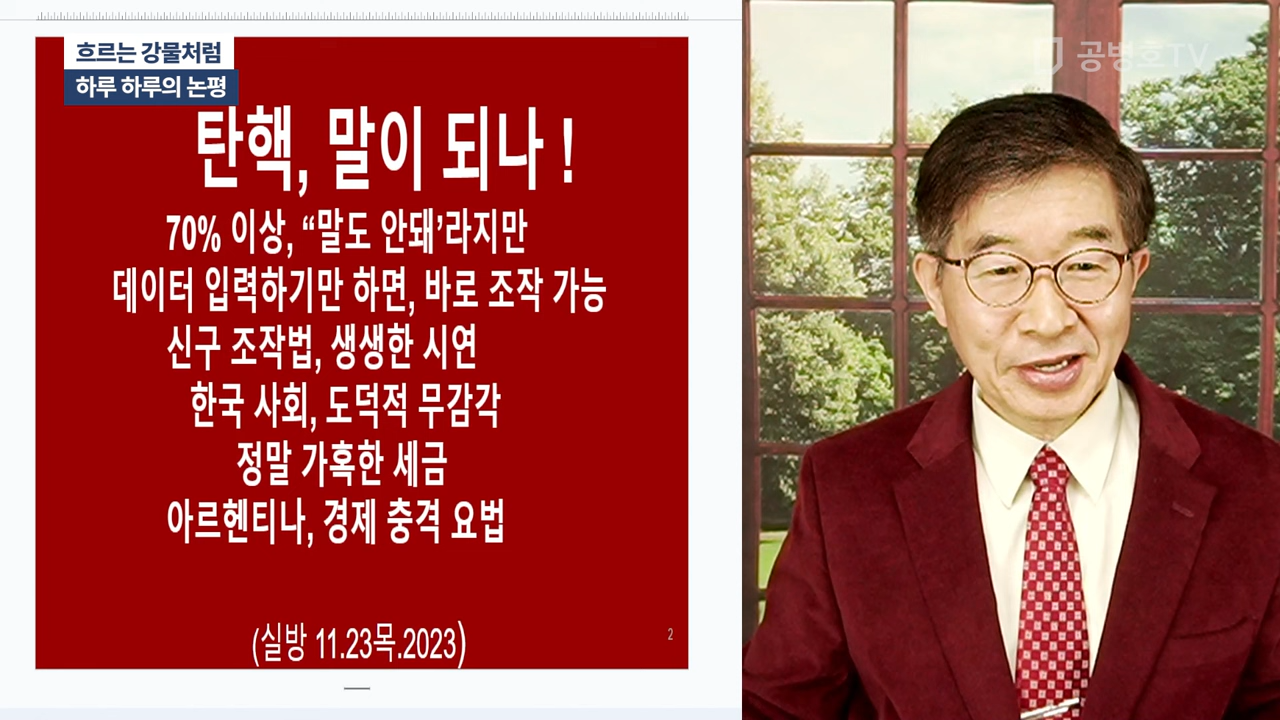 흐르는 강물처럼
하루 하루의 논평
탄핵, 말이 되나 !
70% 이상, “말도 안돼’라지만
데이터 입력하기만 하면, 바로 조작 가능
신구 조작법, 생생한 시연
한국 사회, 도덕적 무감각
정말 가혹한 세금
아르헨티나, 경제 충격 요법
(실방 11.23목.2023)
2
공병호TV